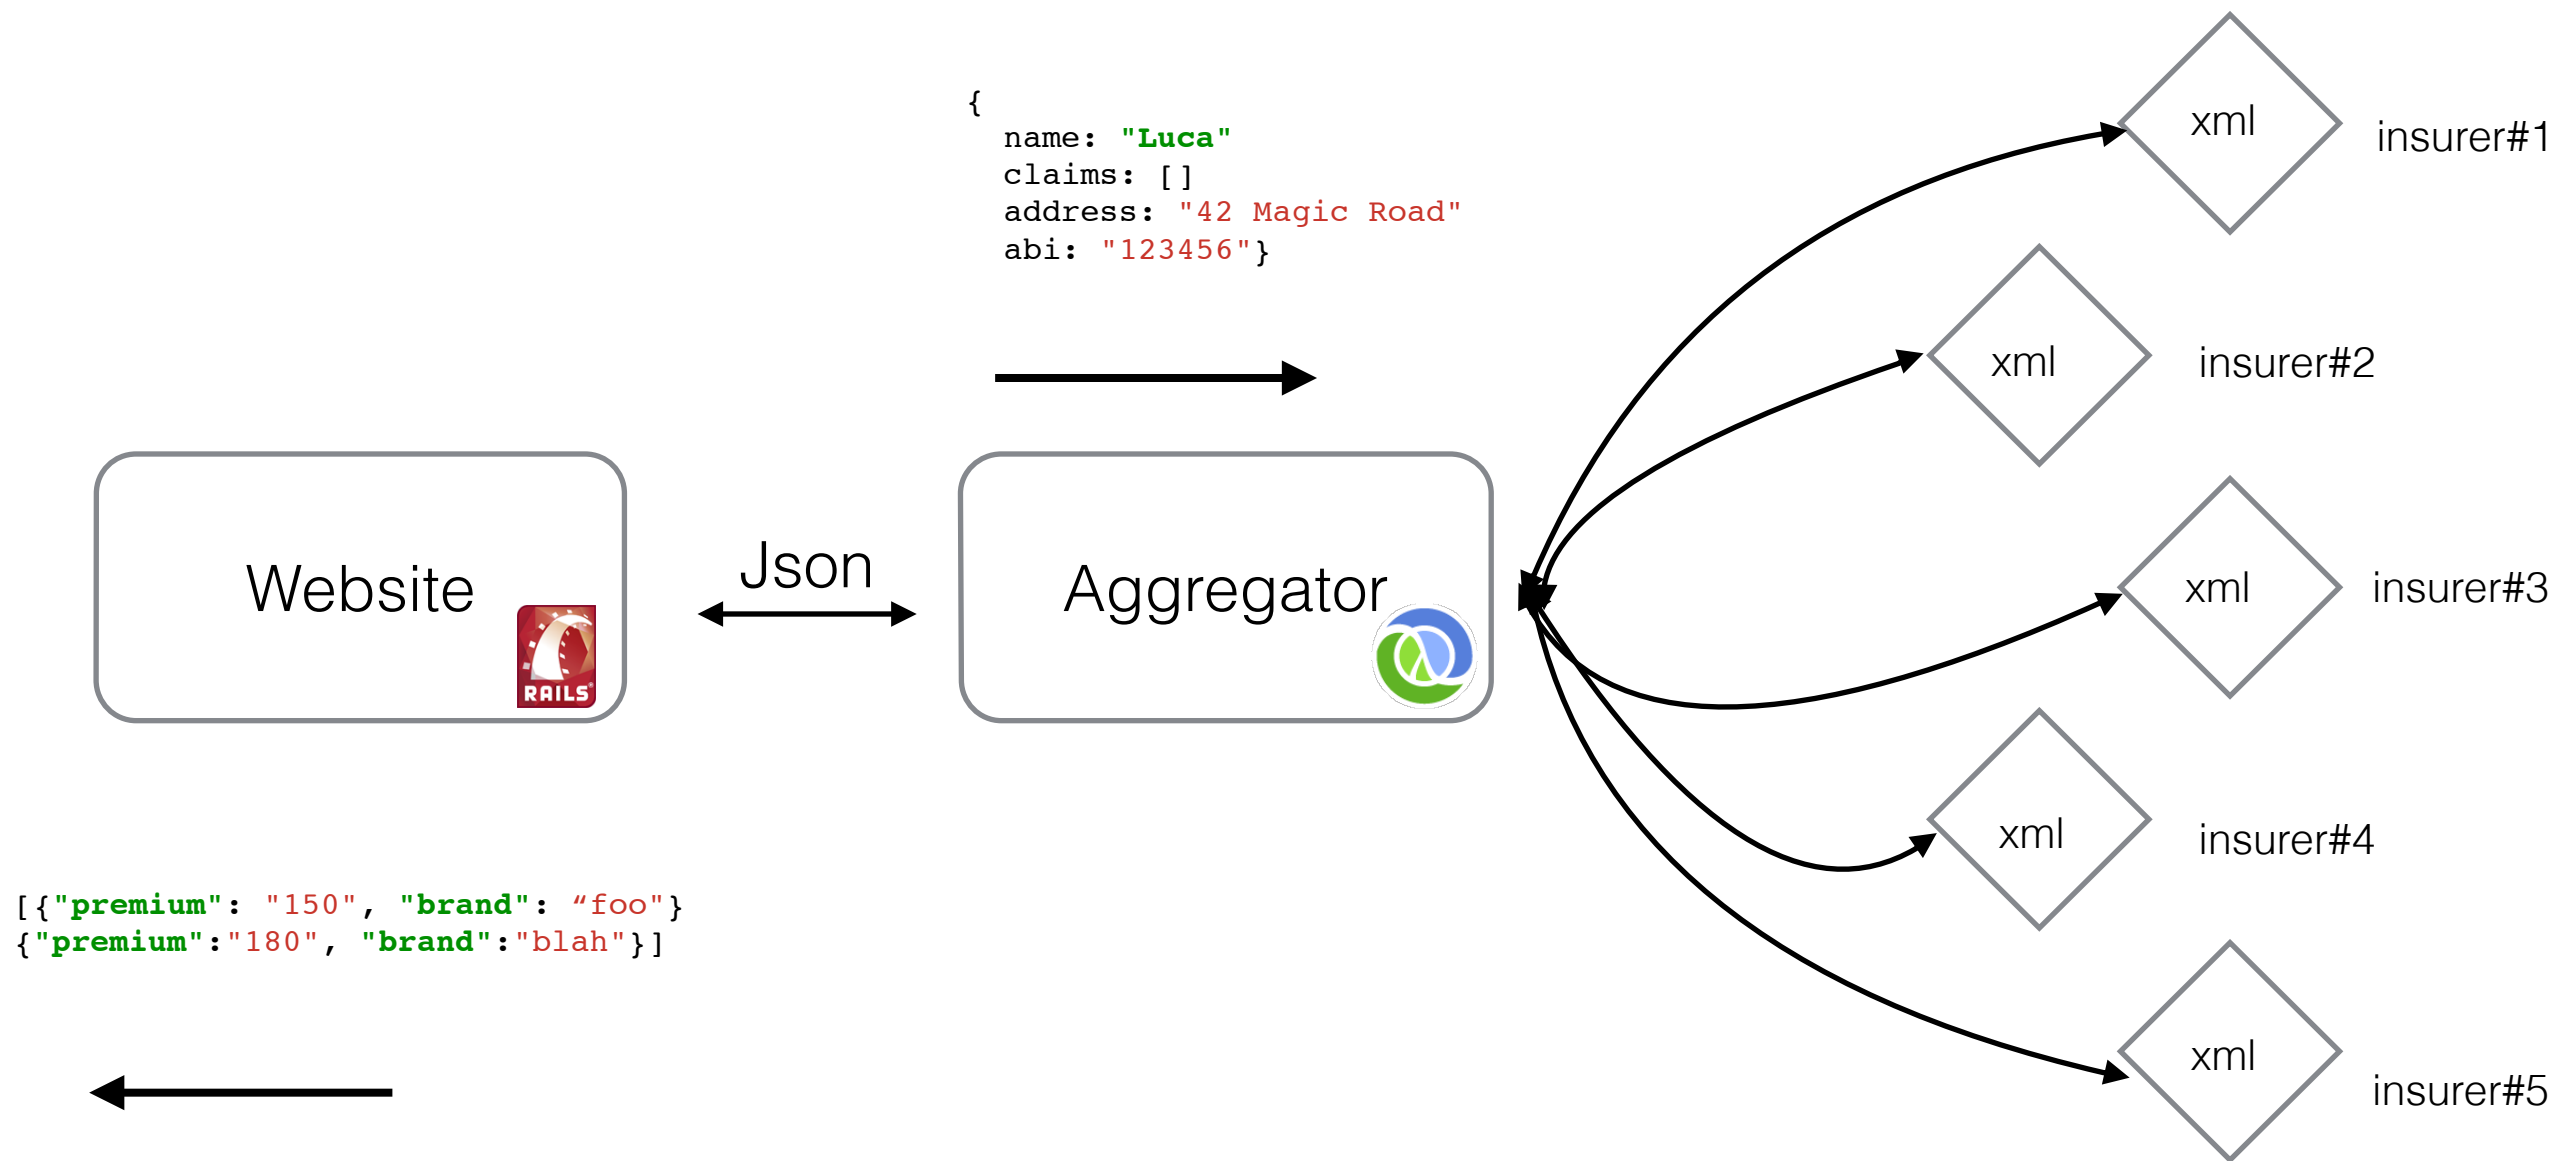 {
name: "Luca"
claims: []
address: "42 Magic Road"
abi: "123456"}
xml
insurer#1
xml
insurer#2
Website
RAILS
Json
Aggregator
xml
insurer#3
xml
insurer#4
[{"premium": "150", "brand": “foo"}
{"premium":"180", "brand":"blah"}]
xml
insurer#5